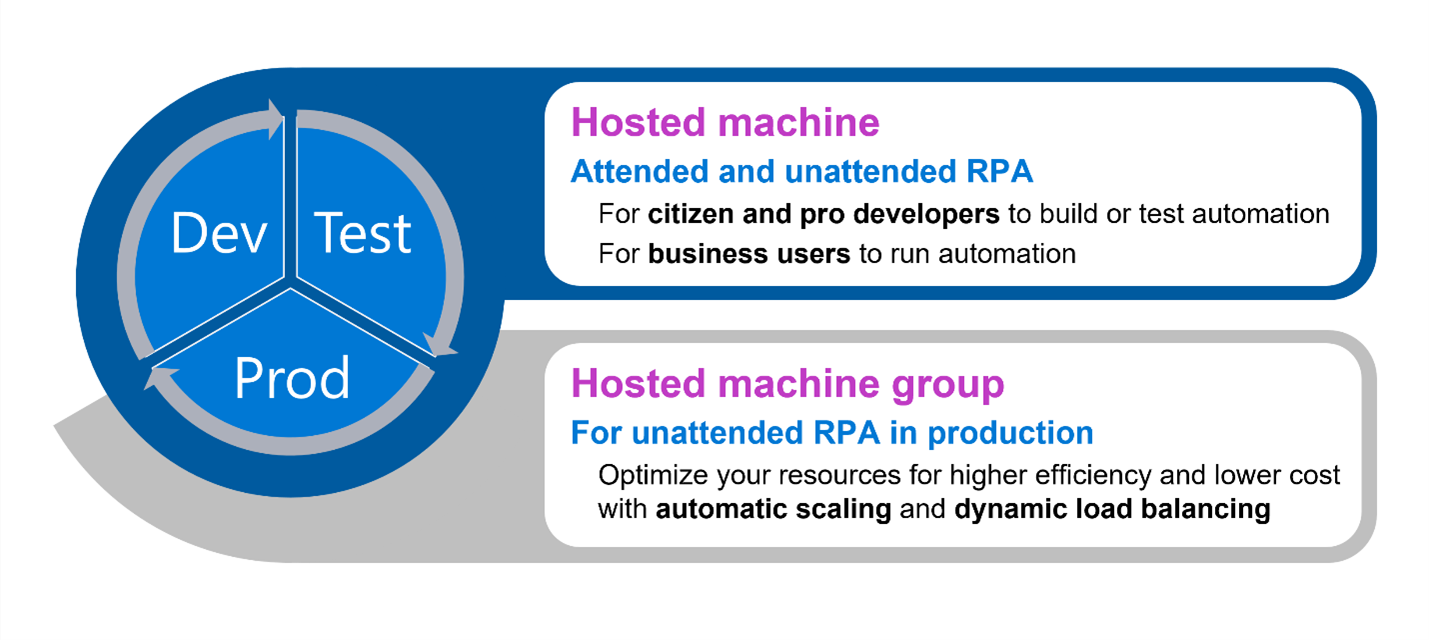 Dev
Test
Prod
Hosted machine
Attended and unattended RPA
For citizen and pro developers to build or test automation
For business users to run automation
Hosted machine group
For unattended RPA in production
Optimize your resources for higher efficiency and lower cost
with automatic scaling and dynamic load balancing